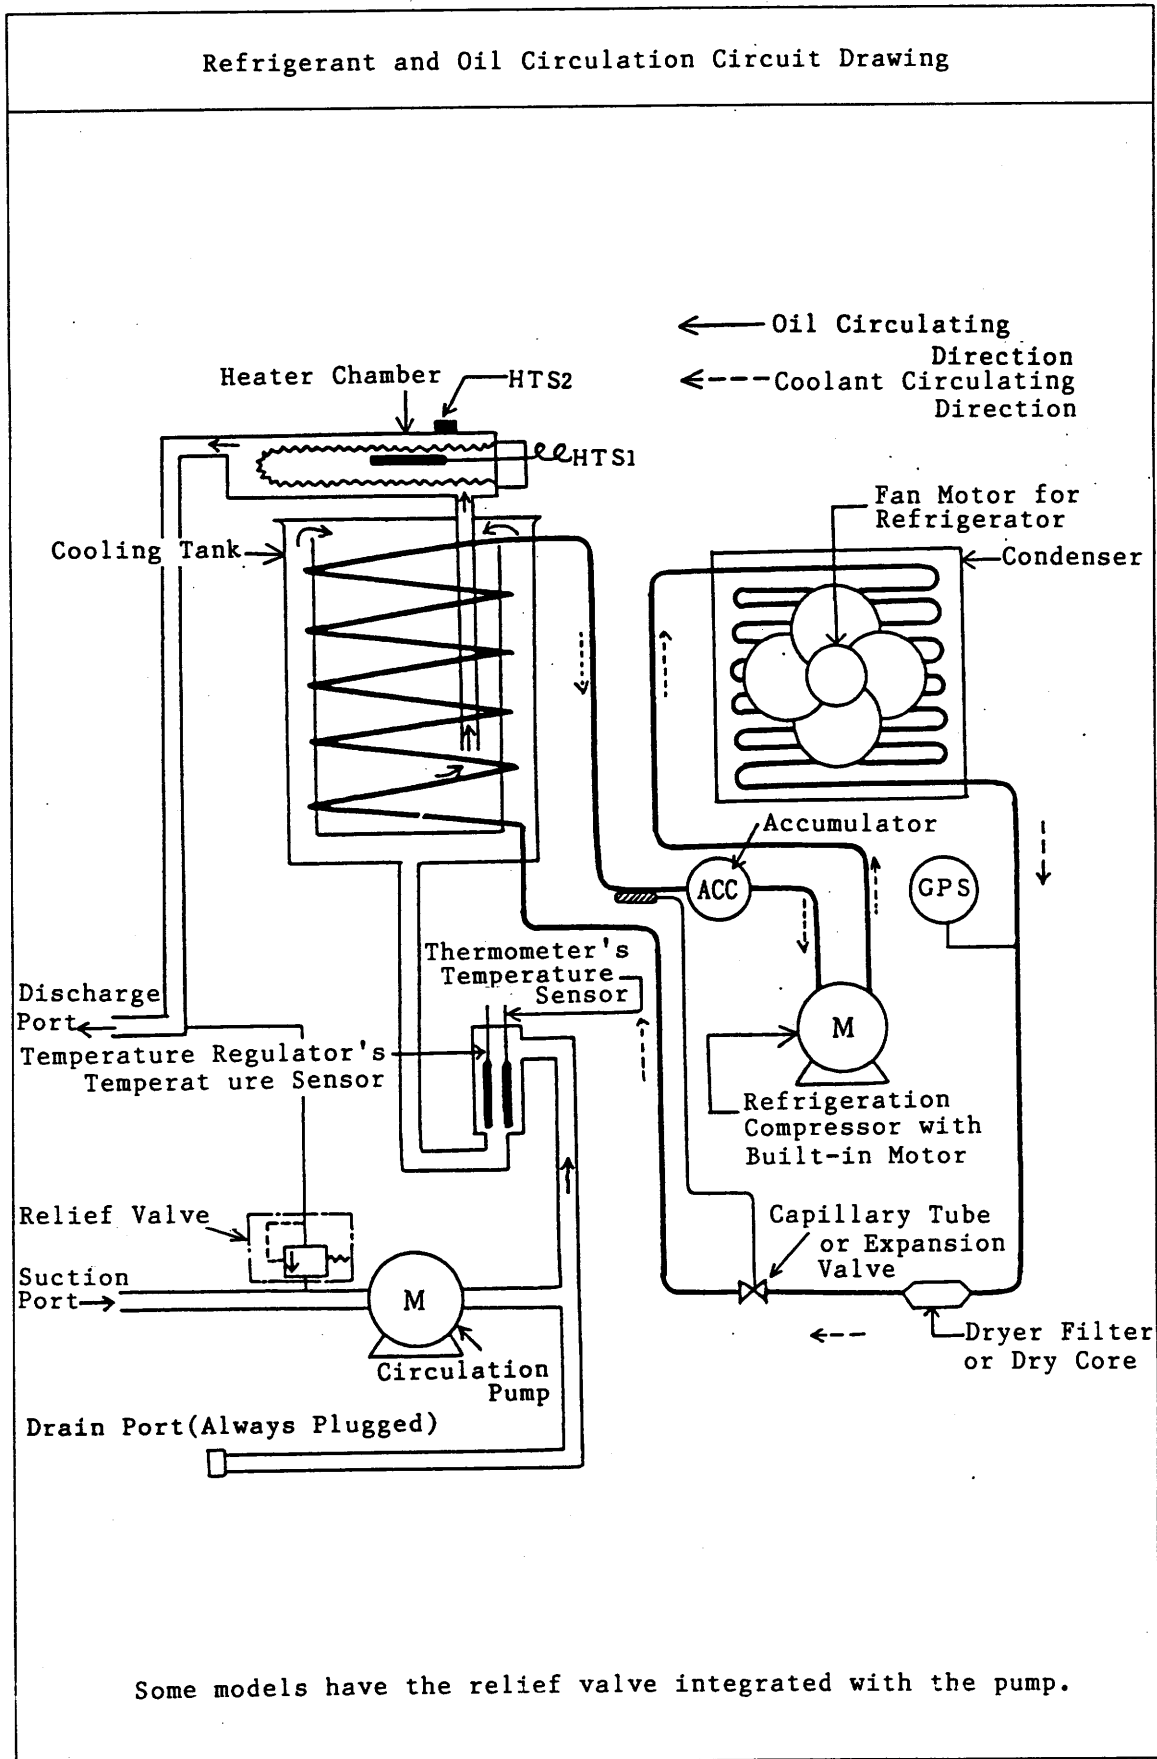 Refrigerant and Oil Circulation Circuit Drawing
Oil Circulating
Direction
Coolant Circulating
Direction
Heater Chamber
HTS2
HTS1
Fan Motor for
Refrigerator
Cooling Tank
Condenser
Accumulator
ACC
GPS
Thermometer's
Temperature
Sensor
Discharge
Port
M
Temperature Regulator's
Temperat ure Sensor
Refrigeration
Compressor with
Built-in Motor
Relief Valve
Capillary Tube
or Expansion
Valve
Suction
Port
M
Dryer Filter
or Dry Core
Circulation
Pump
Drain Port(Always Plugged)
Some models have the relief valve integrated with the pump.